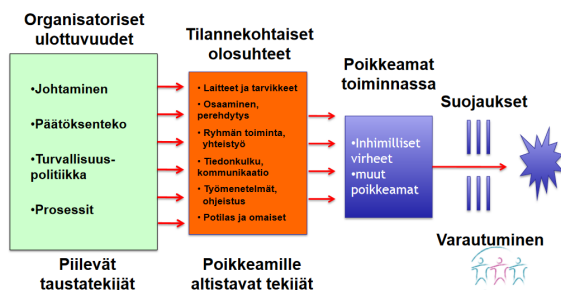 Organisatoriset
ulottuvuudet
•Johtaminen
•Päätöksenteko
•Turvallisuus-
politiikka
•Prosessit
Piilevät
taustatekijät
Tilannekohtaiset
olosuhteet
• Laitteet ja tarvikkeet
• Osaaminen,
perehdytys
• Ryhmän toiminta,
yhteistyö
• Tiedonkulku,
kommunikaatio
• Työmenetelmät,
ohjeistus
• Potilas ja omaiset
Poikkeamille
altistavat tekijät
Poikkeamat
toiminnassa
•Inhimilliset
virheet
•muut
poikkeamat
Suojaukset
Varautuminen